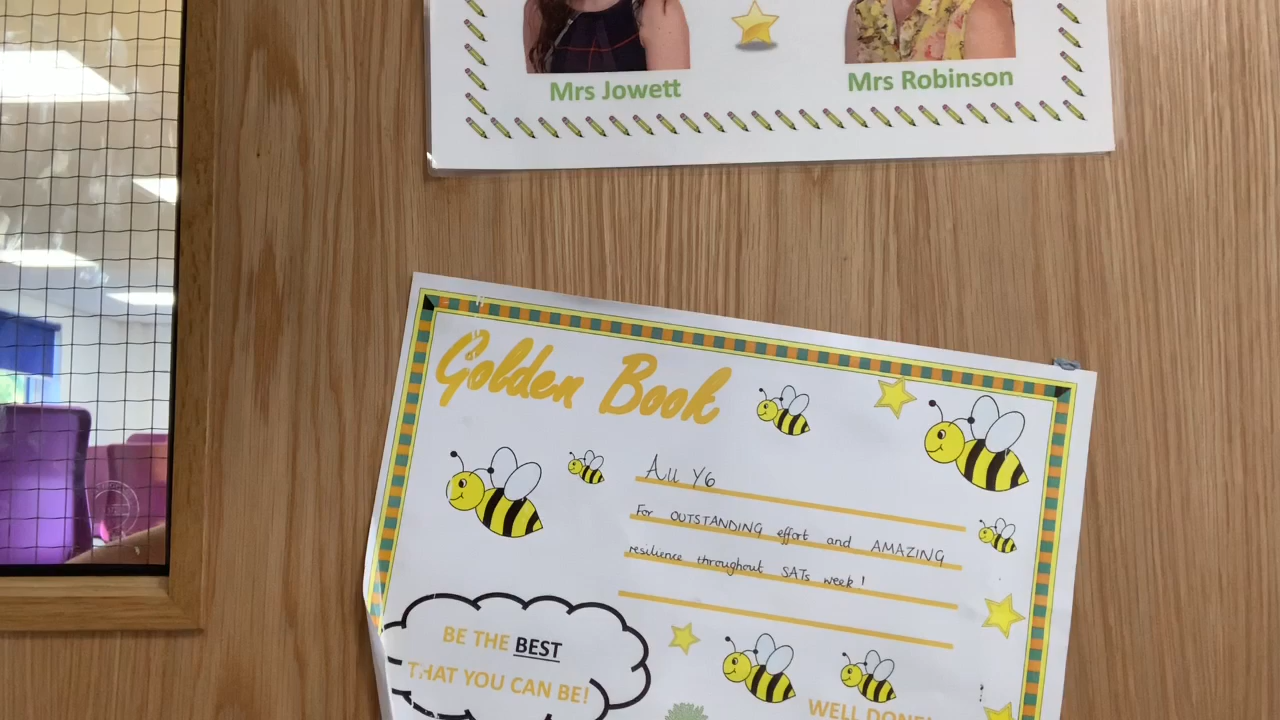 Mrs Jowett
Mrs Robinson
Golden Book
All Y6
For OUTSTANDING effort and AMAZING
resilience throughout SATs week!
BE THE BEST
THAT YOU CAN BE!
WELL DONE!